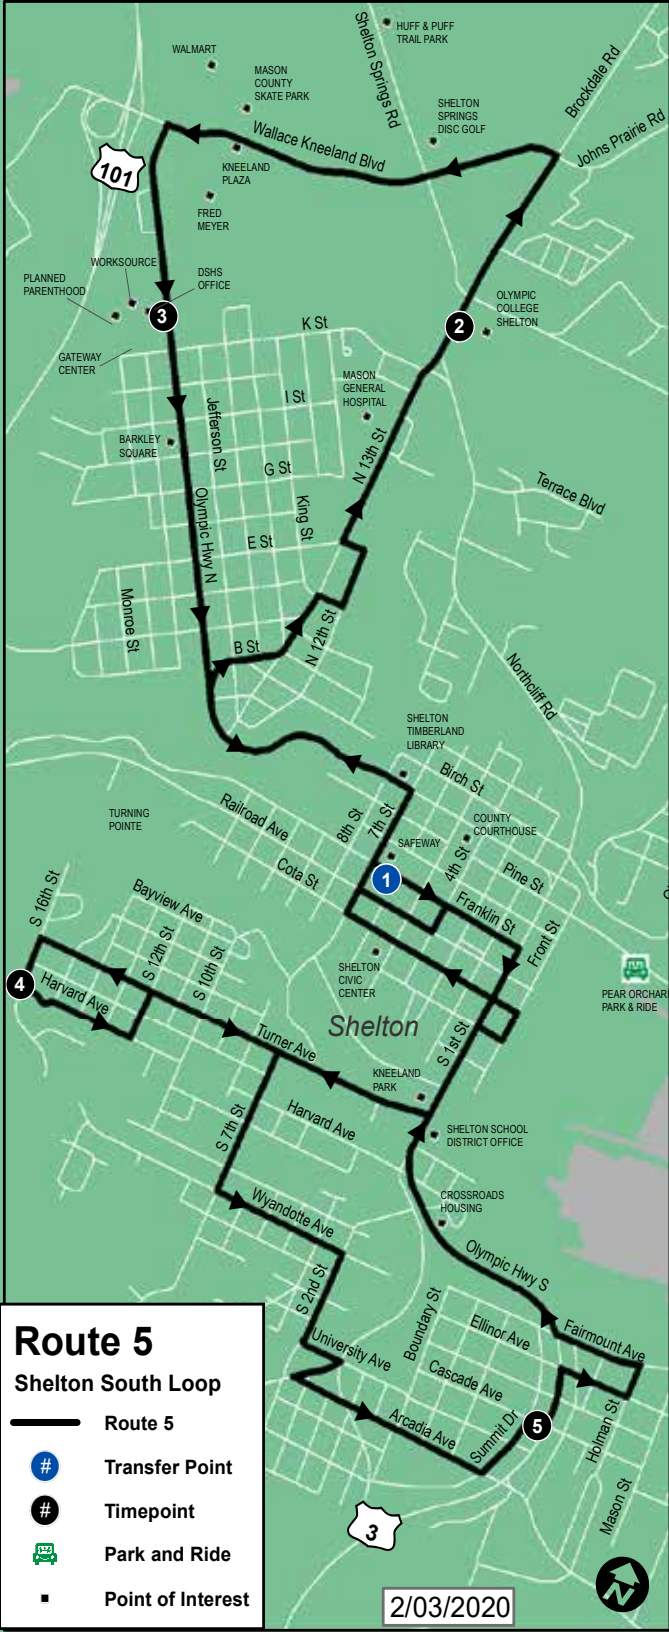 HUFF & PUFF
TRAIL PARK
Shelton Springs Rd
WALMART
MASON
COUNTY
SKATE PARK
SHELTON
SPRINGS
DISC GOLF
Brockdale Rd
Johns Prairie Rd
Wallace Kneeland Blvd
101
KNEELAND
PLAZA
FRED
MEYER
WORKSOURCE
PLANNED
PARENTHOOD
DSHS
OFFICE
3
GATEWAY
CENTER
K St
2
OLYMPIC
COLLEGE
SHELTON
MASON
GENERAL
HOSPITAL
I St
Jefferson St
BARKLEY
SQUARE
N 13th St
G St
King St
Terrace Blvd
Olympic Hwy N
E St
Monroe St
N 12th St
B St
Northcliff Rd
SHELTON
TIMBERLAND
LIBRARY
Birch St
TURNING
POINTE
Railroad Ave
8th St
7th St
COUNTY
COURTHOUSE
SAFEWAY
4th St
Pine St
Cota St
1
Franklin St
S 16th St
Bayview Ave
S 12th St
S 10th St
Front St
4
Harvard Ave
SHELTON
CIVIC
CENTER
PEAR ORCHAR
PARK & RIDE
Shelton
Turner Ave
S 1st St
KNEELAND
PARK
S 7th St
Harvard Ave
SHELTON SCHOOL
DISTRICT OFFICE
Wyandotte Ave
CROSSROADS
HOUSING
Olympic Hwy S
S 2nd St
Boundary St
Ellinor Ave
Fairmount Ave
University Ave
Cascade Ave
Arcadia Ave
Summit Dr
5
Holman St
Mason St
3
Route 5
Shelton South Loop
Route 5
# Transfer Point
# Timepoint
Park and Ride
Point of Interest
2/03/2020
N